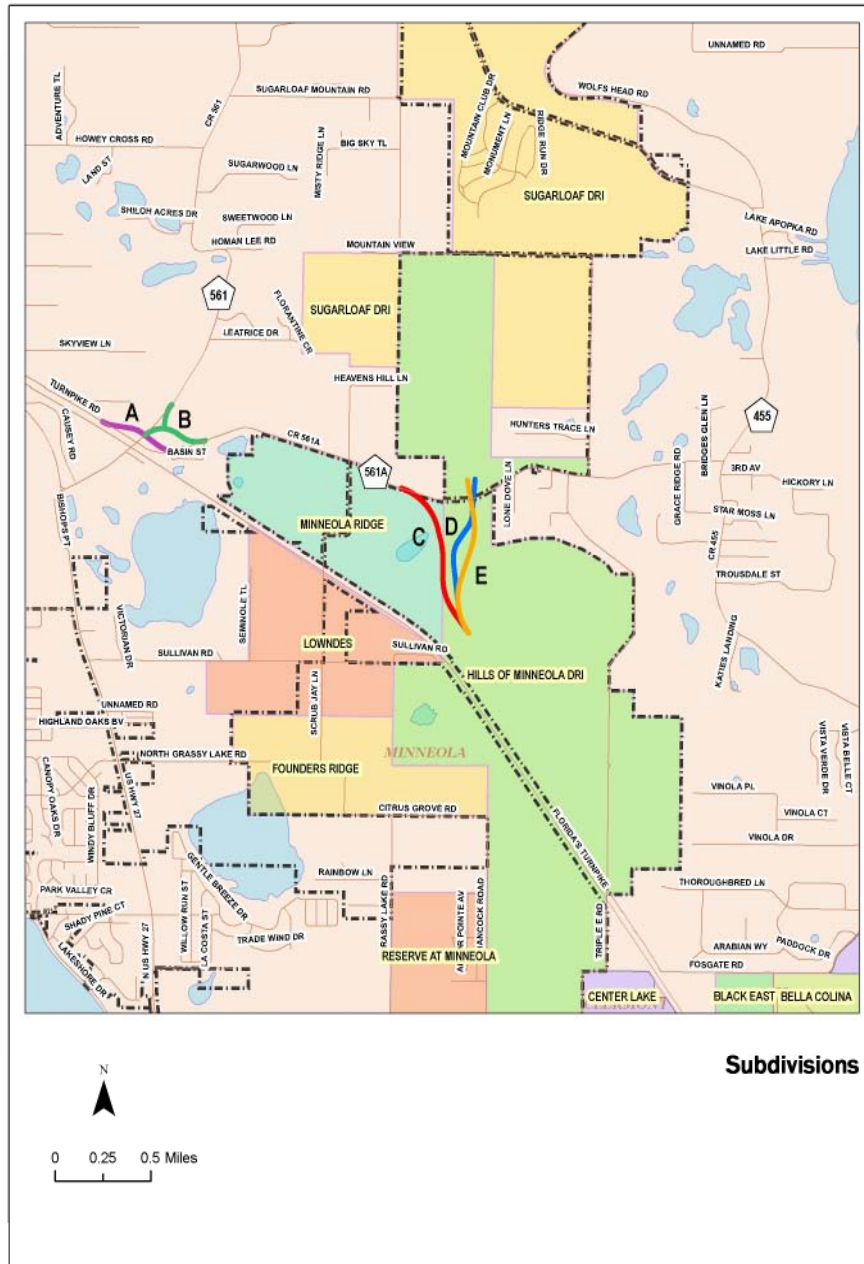 UNNAMED RD
WOLFS HEAD RD
ADVENTURE TL
SUGARLOAF MOUNTAIN RD
CR 561
MOUNTAIN CLUB DR
MONUMENT LN
RIDGE RUN DR
HOWEY CROSS RD
BIG SKY TL
MISTY RIDGE LN
LAND ST
SUGARWOOD LN
SUGARLOAF DRI
SHILOH ACRES DR
SWEETWOOD LN
LAKE APOPKA RD
HOMAN LEE RD
MOUNTAIN VIEW
LAKE LITTLE RD
561
FLORANTINE CR
SUGARLOAF DRI
LEATRICE DR
SKYVIEW LN
TURNPIKE RD
HEAVENS HILL LN
A
B
CAUSEY RD
BASIN ST
CR 561A
HUNTERS TRACE LN
BRIDGES GLEN LN
455
561A
LONE DOVE LN
GRACE RIDGE RD
3RD AV
HICKORY LN
BISHOPS PT
MINNEOLA RIDGE
C
D
E
STAR MOSS LN
CR 455
TROUSDALE ST
SEMINOLE TL
VICTORIAN DR
SULLIVAN RD
LOWNDES
SULLIVAN RD
KATIES LANDING
HILLS OF MINNEOLA DRI
SCRUB JAY LN
UNNAMED RD
HIGHLAND OAKS BV
MINNEOLA
NORTH GRASSY LAKE RD
US HWY 27
FOUNDERS RIDGE
CANOPY OAKS DR
WINDY BLUFF DR
CITRUS GROVE RD
FLORIDA'S TURNPIKE
VISTA VERDE DR
VISTA BELLE CT
VINOLA PL
VINOLA CT
VINOLA DR
RAINBOW LN
GENTLE BREEZE DR
PARK VALLEY CR
SHADY PINE CT
WILLOW RUN ST
LA COSTA ST
TRADE WIND DR
N US HWY 27
LAKESHORE DR
RASSY LAKE RD
POINTE AV
HANCOCK ROAD
RESERVE AT MINNEOLA
TRIPLE E RD
THOROUGHBRED LN
ARABIAN WY
PADDOCK DR
FOSGATE RD
CENTER LAKE
BLACK EAST
BELLA COLINA
Subdivisions
N
0 0.25 0.5 Miles